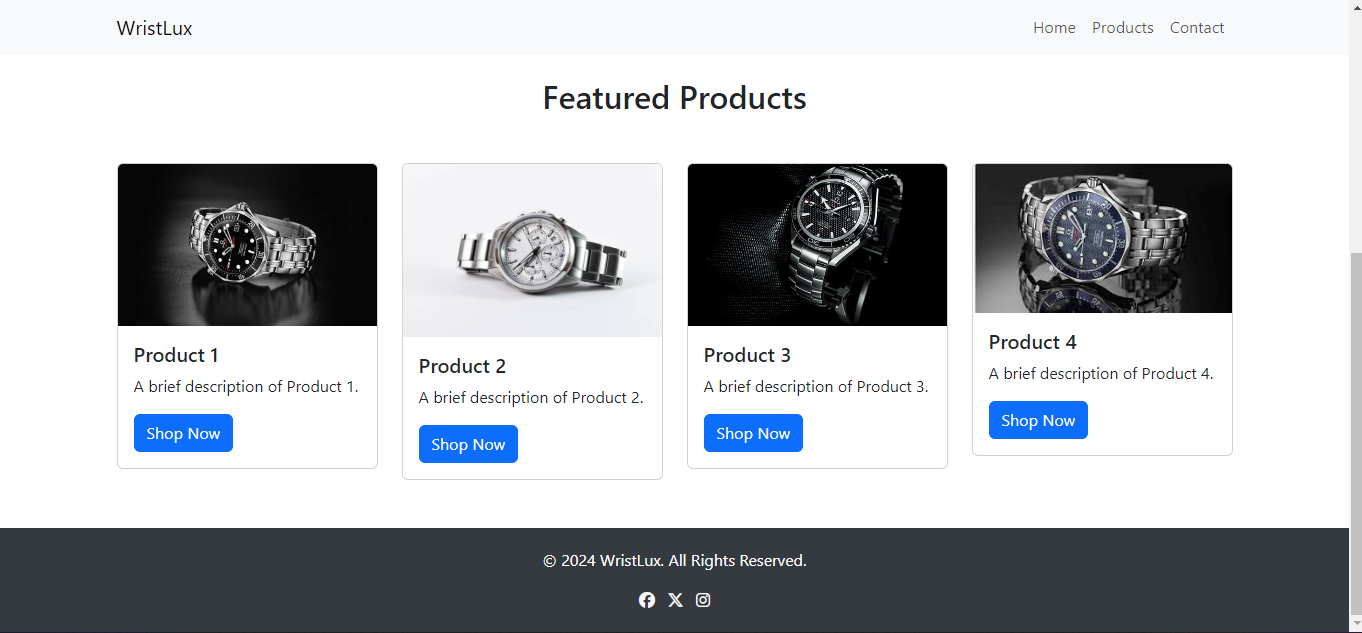 WristLux
Home Products Contact
Featured Products
Product 1
A brief description of Product 1.
Shop Now
Product 2
A brief description of Product 2.
Shop Now
Product 3
A brief description of Product 3.
Shop Now
Product 4
A brief description of Product 4.
Shop Now
© 2024 WristLux. All Rights Reserved.